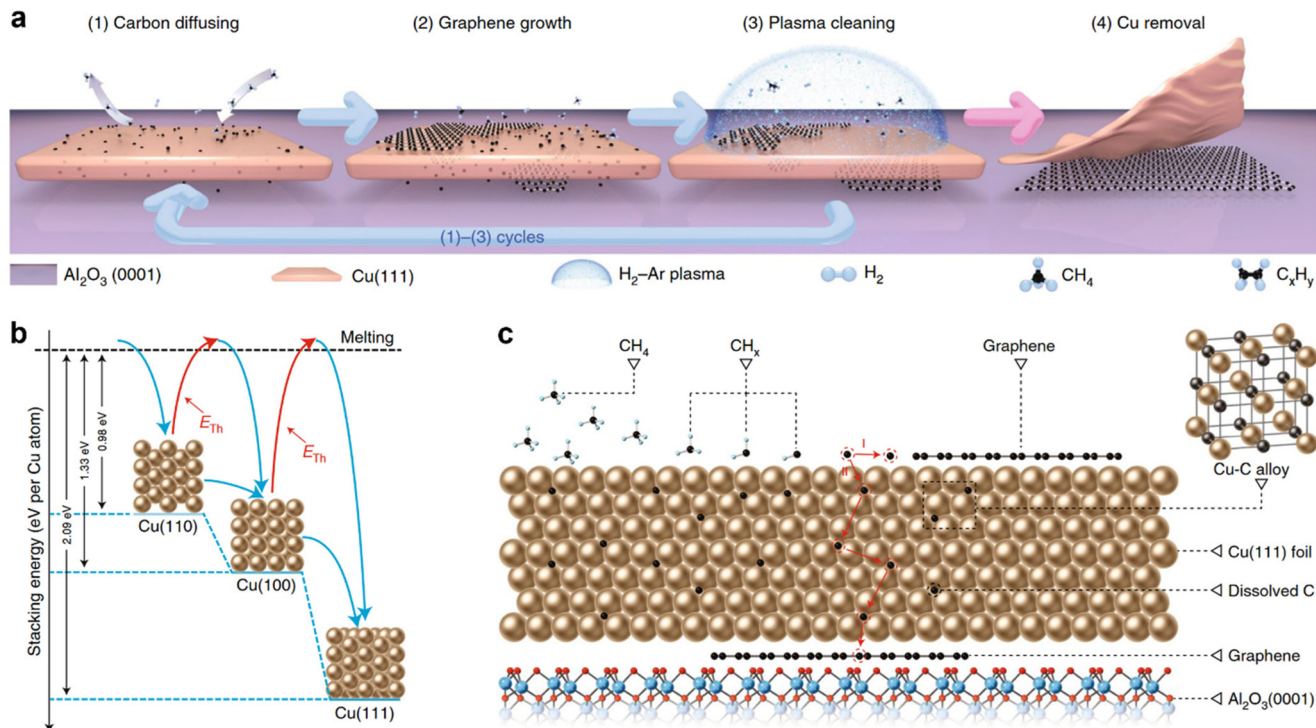 a
(1) Carbon diffusing
(2) Graphene growth
(3) Plasma cleaning
(4) Cu removal
(1)–(3) cycles
Al₂O₃ (0001)
Cu(111)
H₂–Ar plasma
H₂
CH₄
CₓHᵧ
b
Stacking energy (eV per Cu atom)
Melting
2.09 eV
1.33 eV
0.98 eV
E_Th
E_Th
Cu(110)
Cu(100)
Cu(111)
c
CH₄
CHₓ
Graphene
I
II
Cu-C alloy
Cu(111) foil
Dissolved C
Graphene
Al₂O₃(0001)